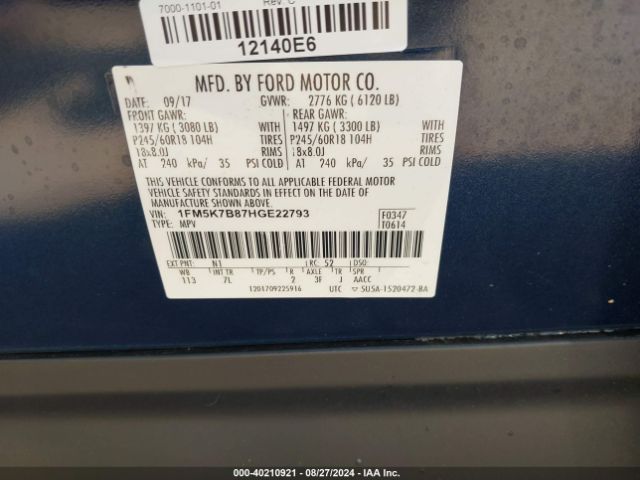 7000-1101-01 Rev. C
12140E6
MFD. BY FORD MOTOR CO.
DATE: 09/17 GVWR: 2776 KG ( 6120 LB)
FRONT GAWR: REAR GAWR:
1397 KG ( 3080 LB) WITH 1497 KG ( 3300 LB) WITH
P245/60R18 104H TIRES P245/60R18 104H TIRES
18x8.0J RIMS 18x8.0J RIMS
AT 240 kPa/ 35 PSI COLD AT 240 kPa/ 35 PSI COLD
THIS VEHICLE CONFORMS TO ALL APPLICABLE FEDERAL MOTOR
VEHICLE SAFETY STANDARDS IN EFFECT ON THE DATE OF
MANUFACTURE SHOWN ABOVE.
VIN: 1FM5K7B87HGE22793 F0347
TYPE: MPV T0614
EXT PNT: N1 RC: 52 DSO:
WB INT TR TP/PS R AXLE TR SPR
113 7L 2 3F J AACC
1201709225916 UTC SU5A-1520472-BA
000-40210921 - 08/27/2024 - IAA Inc.